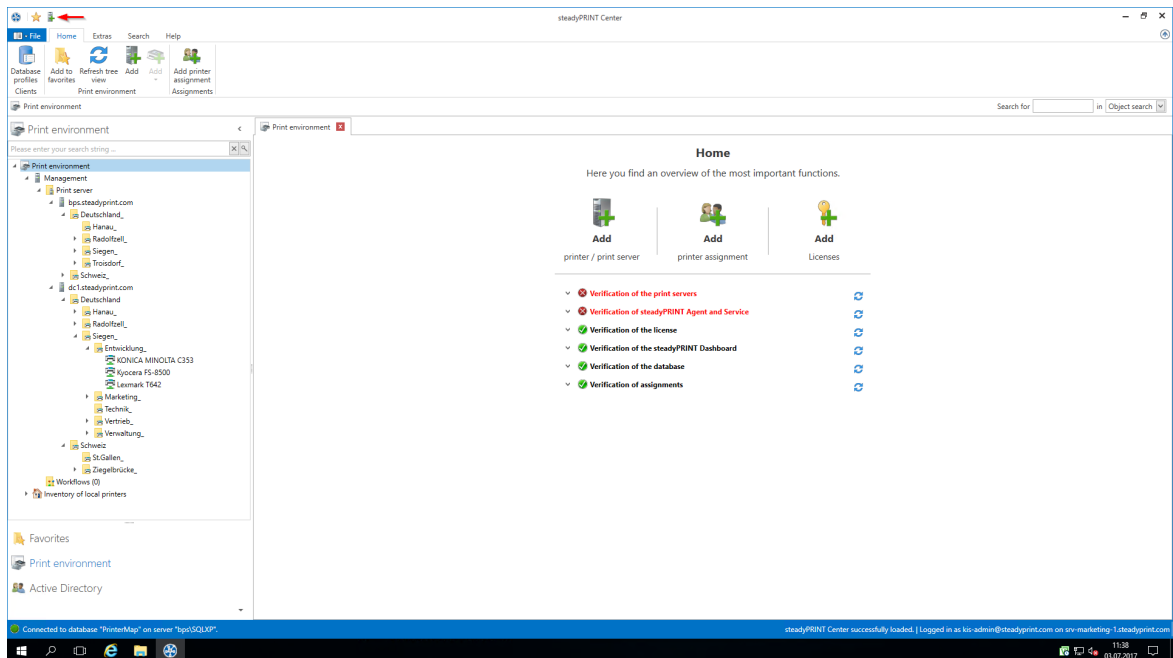 steadyPRINT Center
File Home Extras Search Help
Database profiles
Add to favorites
Refresh tree view
Add
Add
Add printer assignment
Clients Print environment Assignments
Print environment
Search for in Object search
Print environment
Print environment
Please enter your search string ...
Print environment
Management
Print server
bps.steadyprint.com
Deutschland_
Hanau_
Radolfzell_
Siegen_
Troisdorf_
Schweiz_
dc1.steadyprint.com
Deutschland
Hanau_
Radolfzell_
Siegen_
Entwicklung_
KONICA MINOLTA C353
Kyocera FS-8500
Lexmark T642
Marketing_
Technik_
Vertrieb_
Verwaltung_
Schweiz
St.Gallen_
Ziegelbrücke_
Workflows (0)
Inventory of local printers
Favorites
Print environment
Active Directory
Home
Here you find an overview of the most important functions.
Add
printer / print server
Add
printer assignment
Add
Licenses
Verification of the print servers
Verification of steadyPRINT Agent and Service
Verification of the license
Verification of the steadyPRINT Dashboard
Verification of the database
Verification of assignments
Connected to database "PrinterMap" on server "bps\SQLXP".
steadyPRINT Center successfully loaded. | Logged in as kis-admin@steadyprint.com on srv-marketing-1.steadyprint.com
11:38
03.07.2017